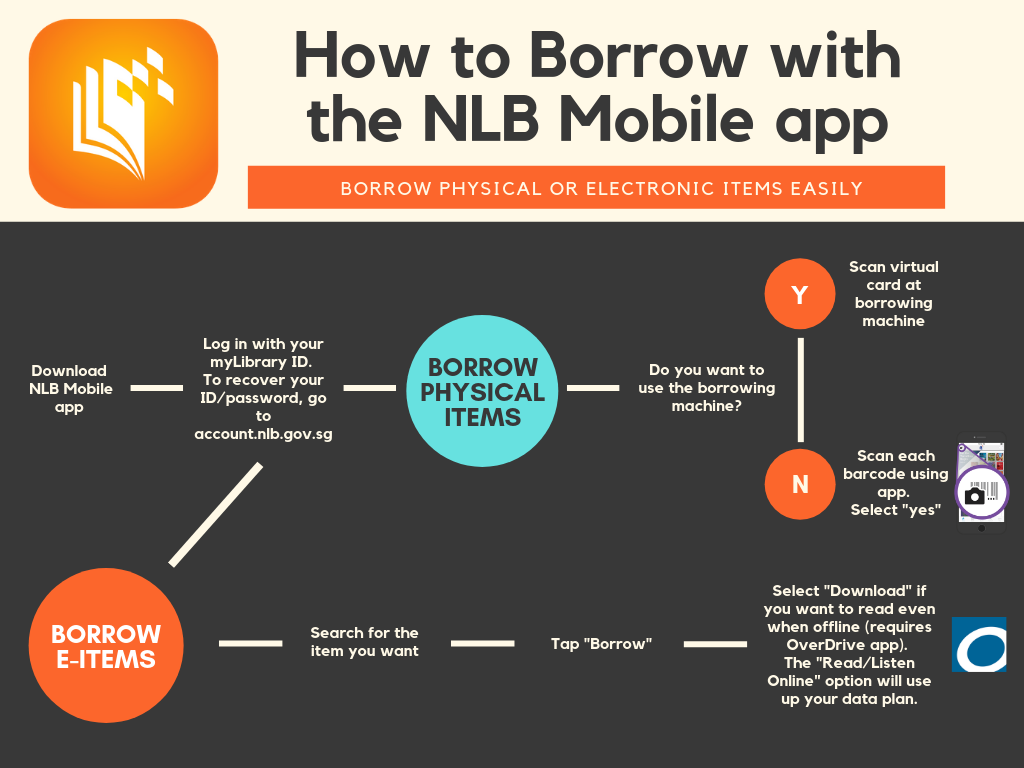 How to Borrow with
the NLB Mobile app
BORROW PHYSICAL OR ELECTRONIC ITEMS EASILY
Download
NLB Mobile
app
Log in with your
myLibrary ID.
To recover your
ID/password, go
to
account.nlb.gov.sg
BORROW
PHYSICAL
ITEMS
Do you want to
use the borrowing
machine?
Y
Scan virtual
card at
borrowing
machine
N
Scan each
barcode using
app.
Select "yes"
BORROW
E-ITEMS
Search for the
item you want
Tap "Borrow"
Select "Download" if
you want to read even
when offline (requires
OverDrive app).
The "Read/Listen
Online" option will use
up your data plan.